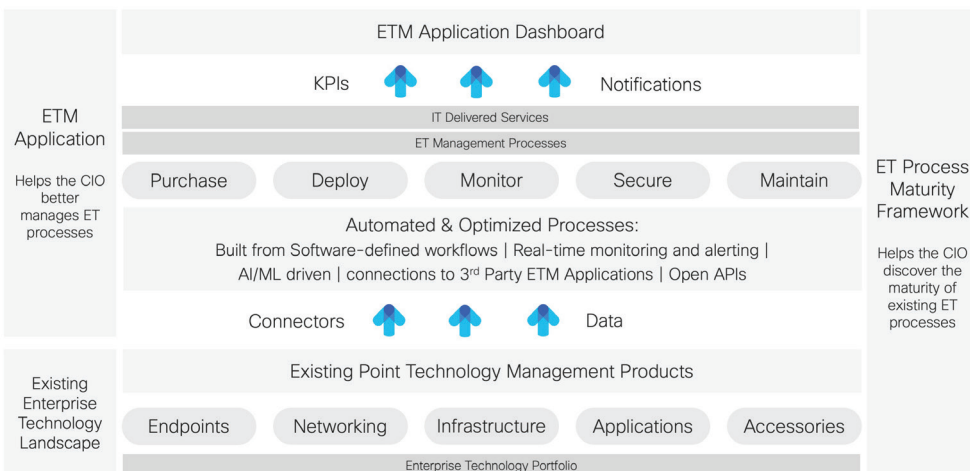 ETM Application Dashboard
KPIs
Notifications
IT Delivered Services
ET Management Processes
ETM
Application
Helps the CIO
better
manages ET
processes
Purchase
Deploy
Monitor
Secure
Maintain
Automated & Optimized Processes:
Built from Software-defined workflows | Real-time monitoring and alerting |
AI/ML driven | connections to 3rd Party ETM Applications | Open APIs
Connectors
Data
ET Process
Maturity
Framework
Helps the CIO
discover the
maturity of
existing ET
processes
Existing
Enterprise
Technology
Landscape
Existing Point Technology Management Products
Endpoints
Networking
Infrastructure
Applications
Accessories
Enterprise Technology Portfolio